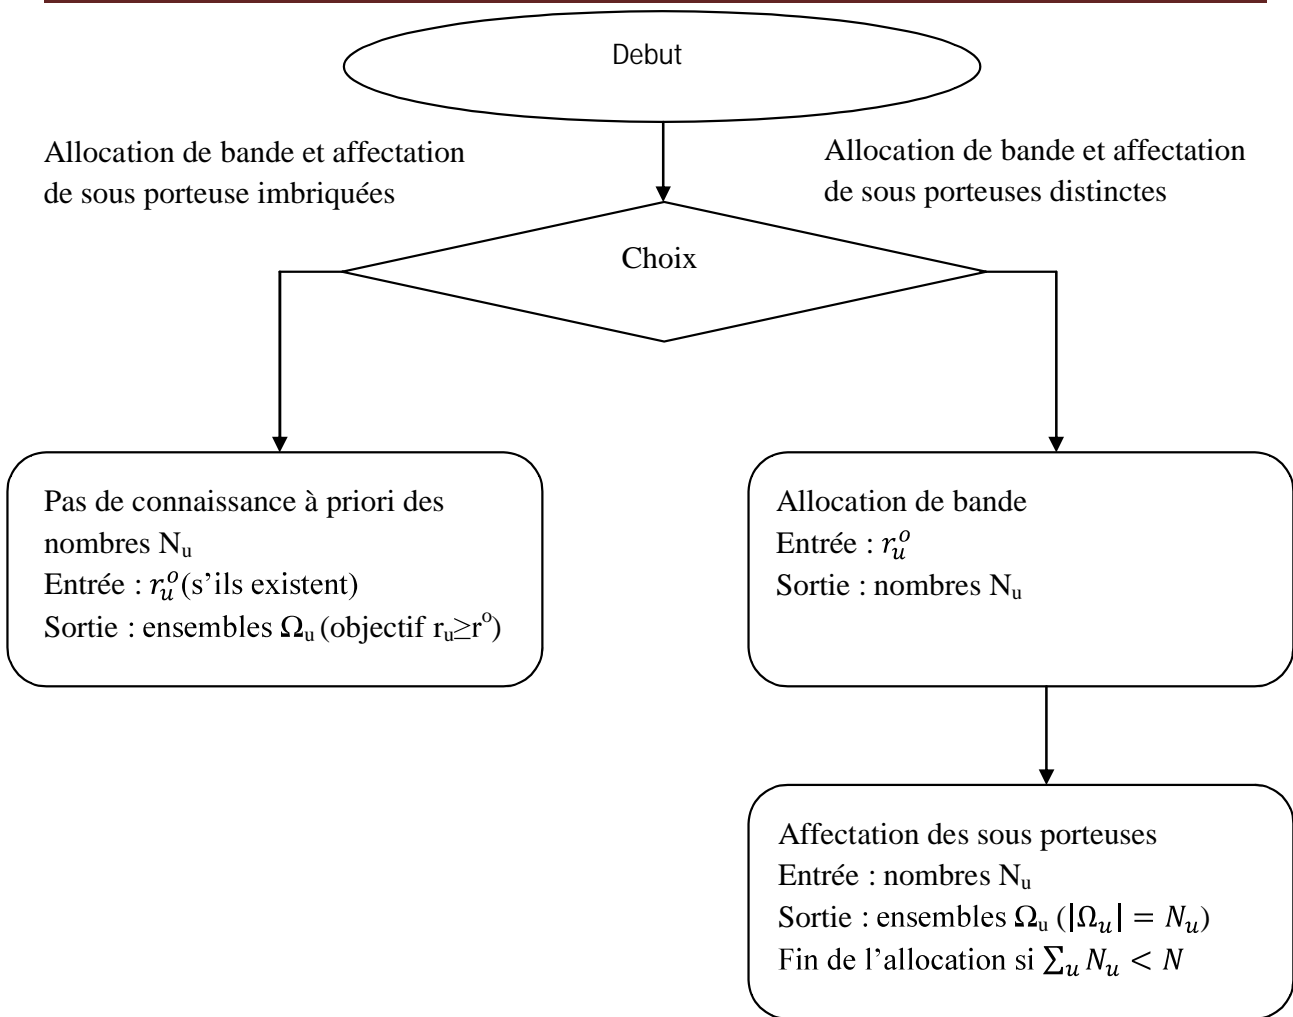 Debut
Allocation de bande et affectation
de sous porteuse imbriquées
Allocation de bande et affectation
de sous porteuses distinctes
Choix
Pas de connaissance à priori des
nombres Nᵤ
Entrée : rᵤᵒ(s’ils existent)
Sortie : ensembles Ωᵤ (objectif rᵤ≥rᵒ)
Allocation de bande
Entrée : rᵤᵒ
Sortie : nombres Nᵤ
Affectation des sous porteuses
Entrée : nombres Nᵤ
Sortie : ensembles Ωᵤ (|Ωᵤ| = Nᵤ)
Fin de l’allocation si ∑ᵤ Nᵤ < N